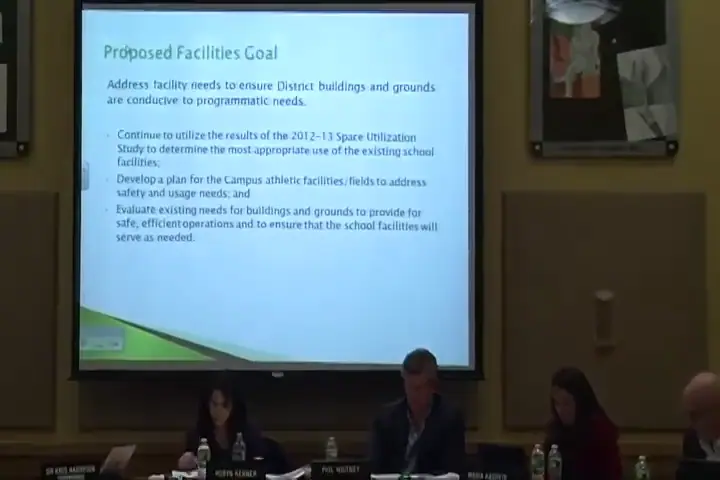 Proposed Facilities Goal
Address facility needs to ensure District buildings and grounds
are conducive to programmatic needs.
Continue to utilize the results of the 2012-13 Space Utilization
Study to determine the most appropriate use of the existing school
facilities;
Develop a plan for the Campus athletic facilities/fields to address
safety and usage needs; and
Evaluate existing needs for buildings and grounds to provide for
safe, efficient operations and to ensure that the school facilities will
serve as needed.
PHIL